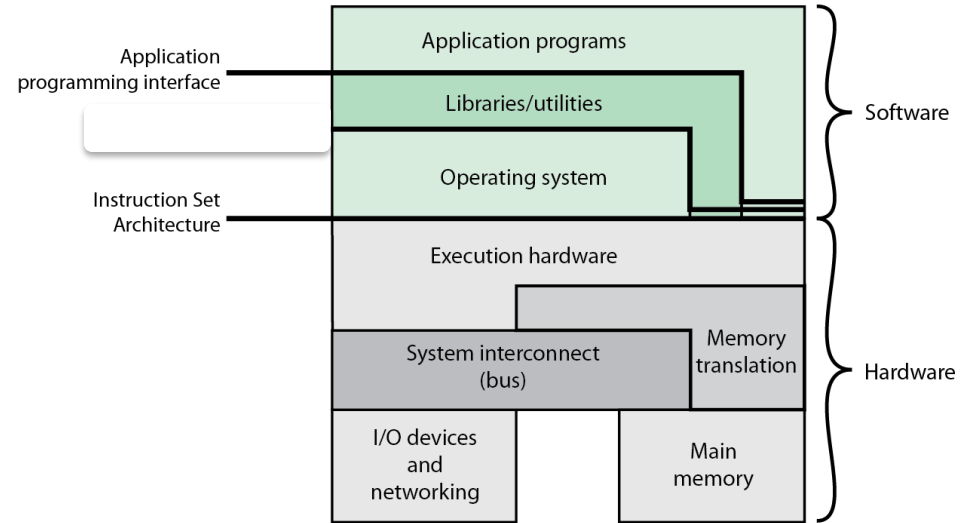 Application programs
Application
programming interface
Libraries/utilities
Software
Operating system
Instruction Set
Architecture
Execution hardware
Memory
translation
System interconnect
(bus)
Hardware
I/O devices
and
networking
Main
memory